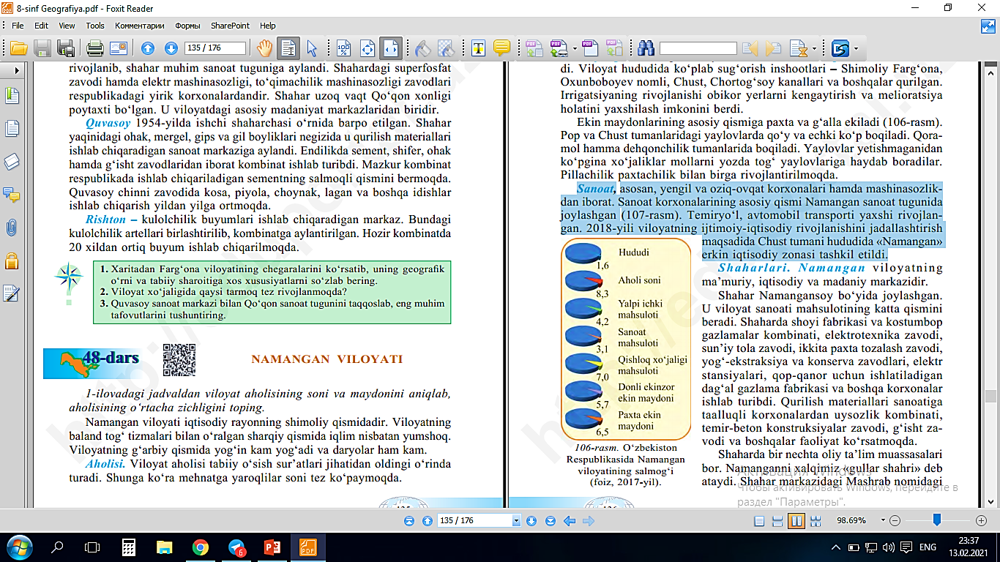 8-sinf Geografiya.pdf - Foxit Reader
File Edit View Tools Комментарии Формы SharePoint Help
135 / 176
rivojlanib, shahar muhim sanoat tuguniga aylandi. Shahardagi superfosfat
zavodi hamda elektr mashinasozligi, to‘qimachilik mashinasozligi zavodlari
respublikadagi yirik korxonalardandir. Shahar uzoq vaqt Qo‘qon xonligi
poytaxti bo‘lgan. U viloyatdagi asosiy madaniyat markazlaridan biridir.
Quvasoy 1954-yilda ishchi shaharchasi o‘rnida barpo etilgan. Shahar
yaqinidagi ohak, mergel, gips va gil boyliklari negizida u qurilish materiallari
ishlab chiqaradigan sanoat markaziga aylandi. Endilikda sement, shifer, ohak
hamda g‘isht zavodlaridan iborat kombinat ishlab turibdi. Mazkur kombinat
respublikada ishlab chiqariladigan sementning salmoqli qismini bermoqda.
Quvasoy chinni zavodida kosa, piyola, choynak, lagan va boshqa idishlar
ishlab chiqarish yildan yilga ortmoqda.
Rishton – kulolchilik buyumlari ishlab chiqaradigan markaz. Bundagi
kulolchilik artellari birlashtirilib, kombinatga aylantirilgan. Hozir kombinatda
20 xildan ortiq buyum ishlab chiqarilmoqda.
1. Xaritadan Farg‘ona viloyatining chegaralarini ko‘rsatib, uning geografik
o‘rni va tabiiy sharoitiga xos xususiyatlarni so‘zlab bering.
2. Viloyat xo‘jaligida qaysi tarmoq tez rivojlanmoqda?
3. Quvasoy sanoat markazi bilan Qo‘qon sanoat tugunini taqqoslab, eng muhim
tafovutlarini tushuntiring.
48-dars
NAMANGAN VILOYATI
1-ilovadagi jadvaldan viloyat aholisining soni va maydonini aniqlab,
aholisining o‘rtacha zichligini toping.
Namangan viloyati iqtisodiy rayonning shimoliy qismidadir. Viloyatning
baland tog‘ tizmalari bilan o‘ralgan sharqiy qismida iqlim nisbatan yumshoq.
Viloyatning g‘arbiy qismida yog‘in kam yog‘adi va daryolar ham kam.
Aholisi. Viloyat aholisi tabiiy o‘sish sur’atlari jihatidan oldingi o‘rinda
turadi. Shunga ko‘ra mehnatga yaroqlilar soni tez ko‘paymoqda.
di. Viloyat hududida ko‘plab sug‘orish inshootlari – Shimoliy Farg‘ona,
Oxunboboyev nomli, Chust, Chortog‘soy kanallari va boshqalar qurilgan.
Irrigatsiyaning rivojlanishi obikor yerlarni kengaytirish va melioratsiya
holatini yaxshilash imkonini berdi.
Ekin maydonlarining asosiy qismiga paxta va g‘alla ekiladi (106-rasm).
Pop va Chust tumanlaridagi yaylovlarda qo‘y va echki ko‘p boqiladi. Qora-
mol hamma dehqonchilik tumanlarida boqiladi. Yaylovlar yetishmaganidan
ko‘pgina xo‘jaliklar mollarni yozda tog‘ yaylovlariga haydab boradilar.
Pillachilik paxtachilik bilan birga rivojlantirilmoqda.
Sanoat, asosan, yengil va oziq-ovqat korxonalari hamda mashinasozlik-
dan iborat. Sanoat korxonalarining asosiy qismi Namangan sanoat tugunida
joylashgan (107-rasm). Temiryo‘l, avtomobil transporti yaxshi rivojlan-
gan. 2018-yili viloyatning ijtimoiy-iqtisodiy rivojlanishini jadallashtirish
maqsadida Chust tumani hududida «Namangan»
erkin iqtisodiy zonasi tashkil etildi.
Hududi
1,6
Aholi soni
8,3
Yalpi ichki
mahsuloti
4,2
Sanoat
mahsuloti
3,1
Qishloq xo‘jaligi
mahsuloti
7,0
Donli ekinzor
ekin maydoni
5,7
Paxta ekin
maydoni
6,5
106-rasm. O‘zbekiston
Respublikasida Namangan
viloyatining salmog‘i
(foiz, 2017-yil).
Shaharlari. Namangan viloyatning
ma’muriy, iqtisodiy va madaniy markazidir.
Shahar Namangansoy bo‘yida joylashgan.
U viloyat sanoati mahsulotining katta qismini
beradi. Shaharda shoyi fabrikasi va kostumbop
gazlamalar kombinati, elektrotexnika zavodi,
sun’iy tola zavodi, ikkita paxta tozalash zavodi,
yog‘-ekstraksiya va konserva zavodlari, elektr
stansiyalari, qop-qanor uchun ishlatiladigan
dag‘al gazlama fabrikasi va boshqa korxonalar
ishlab turibdi. Qurilish materiallari sanoatiga
taalluqli korxonalardan uysozlik kombinati,
temir-beton konstruksiyalar zavodi, g‘isht za-
vodi va boshqalar faoliyat ko‘rsatmoqda.
Shaharda bir nechta oliy ta’lim muassasalari
bor. Namanganni xalqimiz «gullar shahri» deb
ataydi. Shahar markazidagi Mashrab nomidagi
Активация Windows
Чтобы активировать Windows, перейдите в
раздел "Параметры".
135 / 176
98.69%
6
ENG
23:37
13.02.2021